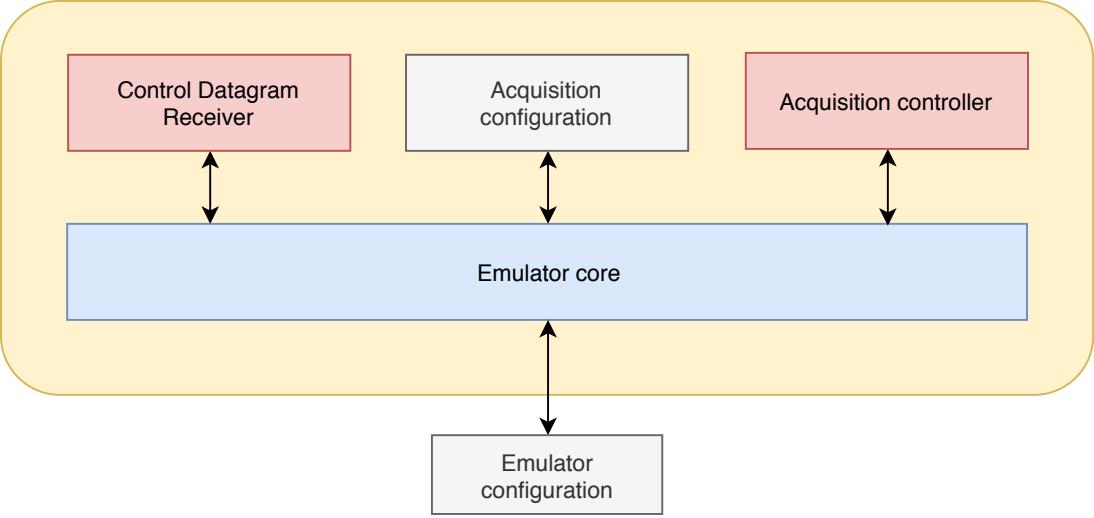 Control Datagram
Receiver
Acquisition
configuration
Acquisition controller
Emulator core
Emulator
configuration